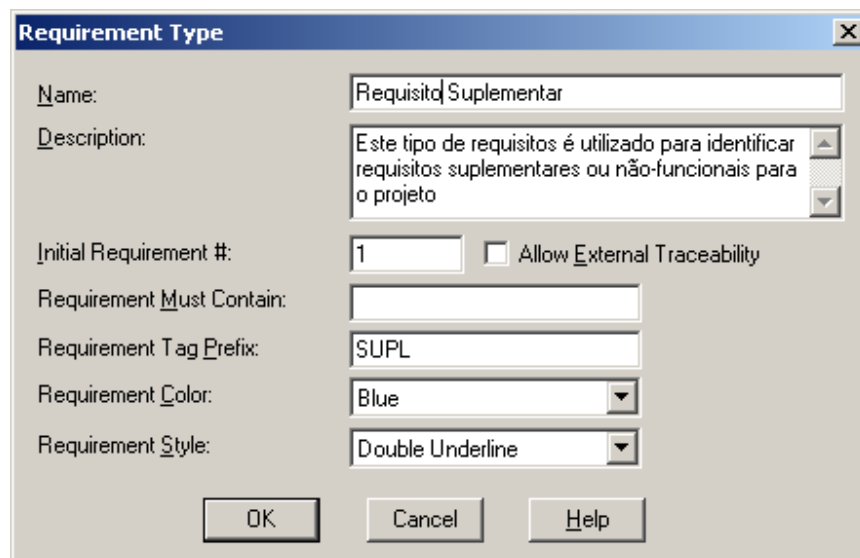 Requirement Type
Name:
Requisito Suplementar
Description:
Este tipo de requisitos é utilizado para identificar
requisitos suplementares ou não-funcionais para
o projeto
Initial Requirement #:
1
Allow External Traceability
Requirement Must Contain:
Requirement Tag Prefix:
SUPL
Requirement Color:
Blue
Requirement Style:
Double Underline
OK
Cancel
Help